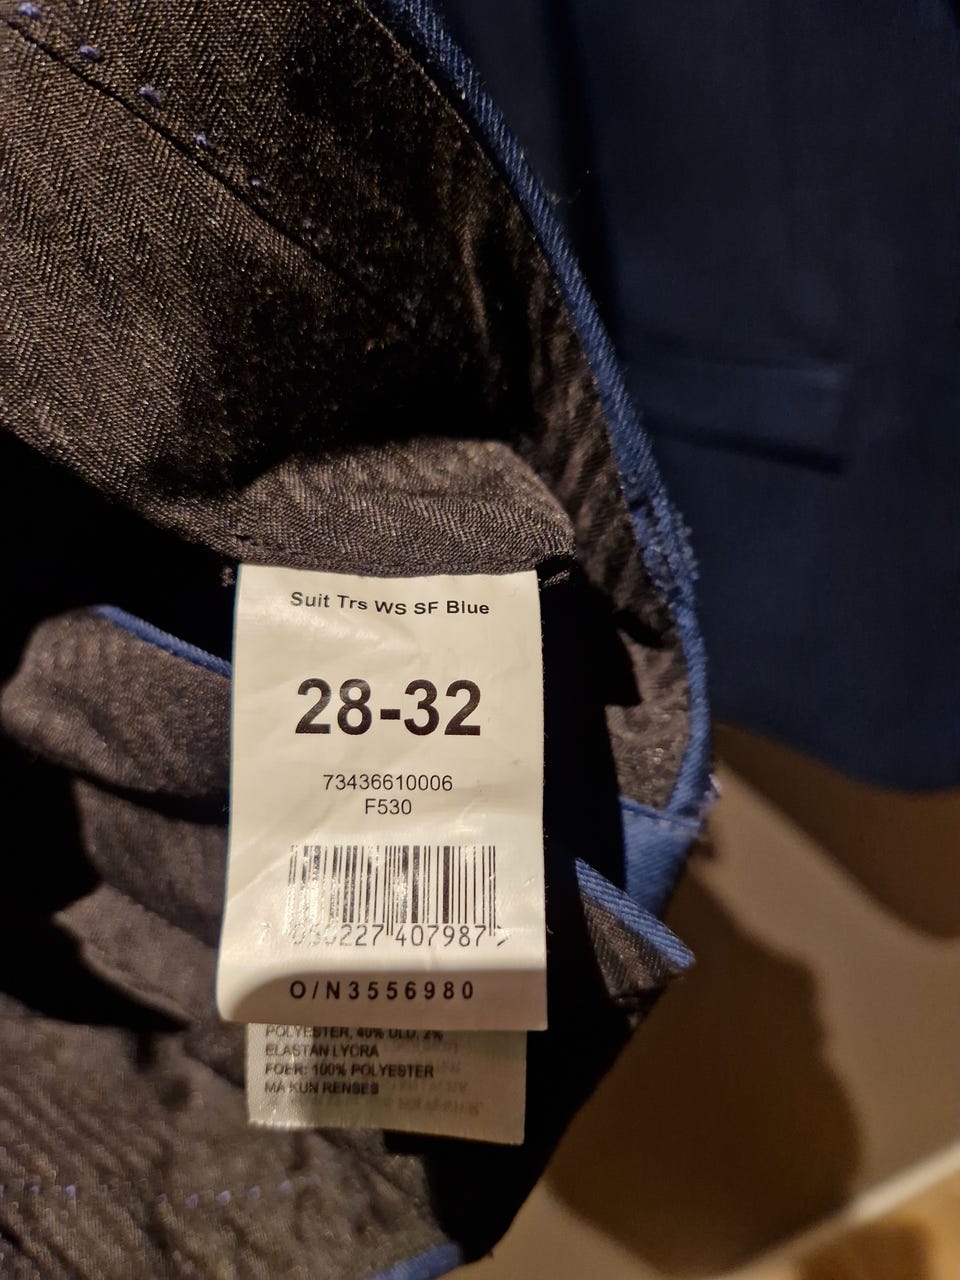 Suit Trs WS SF Blue
28-32
73436610006
F530
407987 >
O/N3556980
POLYESTER, 40% ULD, 2%
ELASTAN LYCRA
FOER: 100% POLYESTER
MÅ KUN RENSES